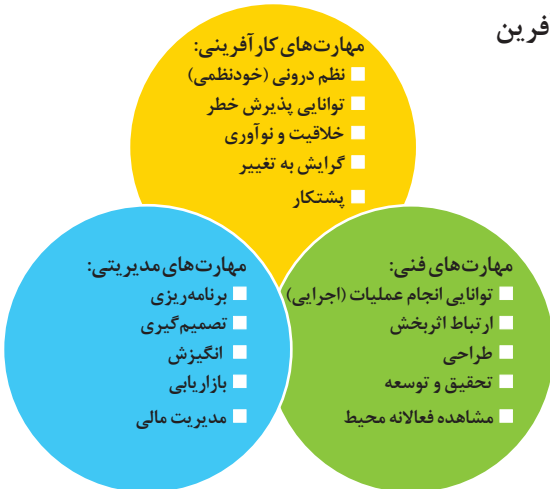 فرین
مهارت‌های کارآفرینی:
نظم درونی (خودنظمی)
توانایی پذیرش خطر
خلاقیت و نوآوری
گرایش به تغییر
پشتکار
مهارت‌های فنی:
توانایی انجام عملیات (اجرایی)
ارتباط اثربخش
طراحی
تحقیق و توسعه
مشاهده فعالانه محیط
مهارت‌های مدیریتی:
برنامه‌ریزی
تصمیم‌گیری
انگیزش
بازاریابی
مدیریت مالی